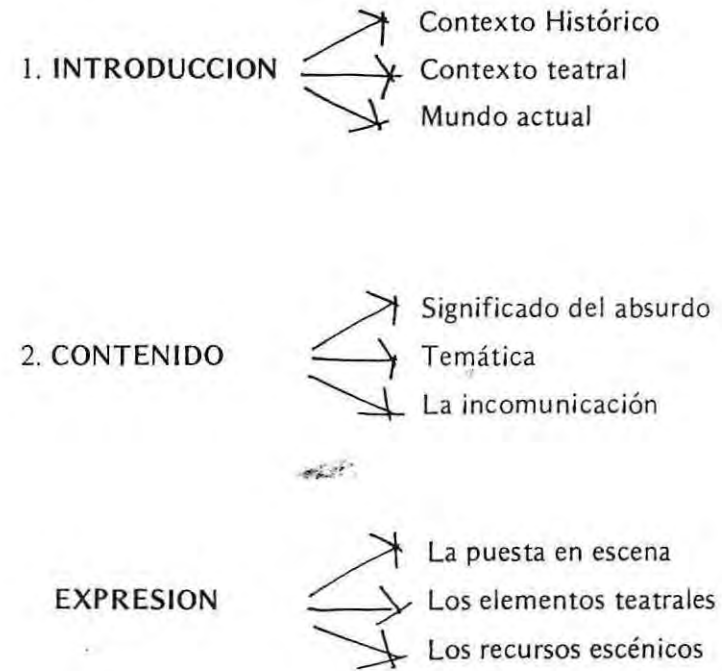 Contexto Histórico
1. INTRODUCCION
Contexto teatral
Mundo actual
Significado del absurdo
2. CONTENIDO
Temática
La incomunicación
La puesta en escena
EXPRESION
Los elementos teatrales
Los recursos escénicos